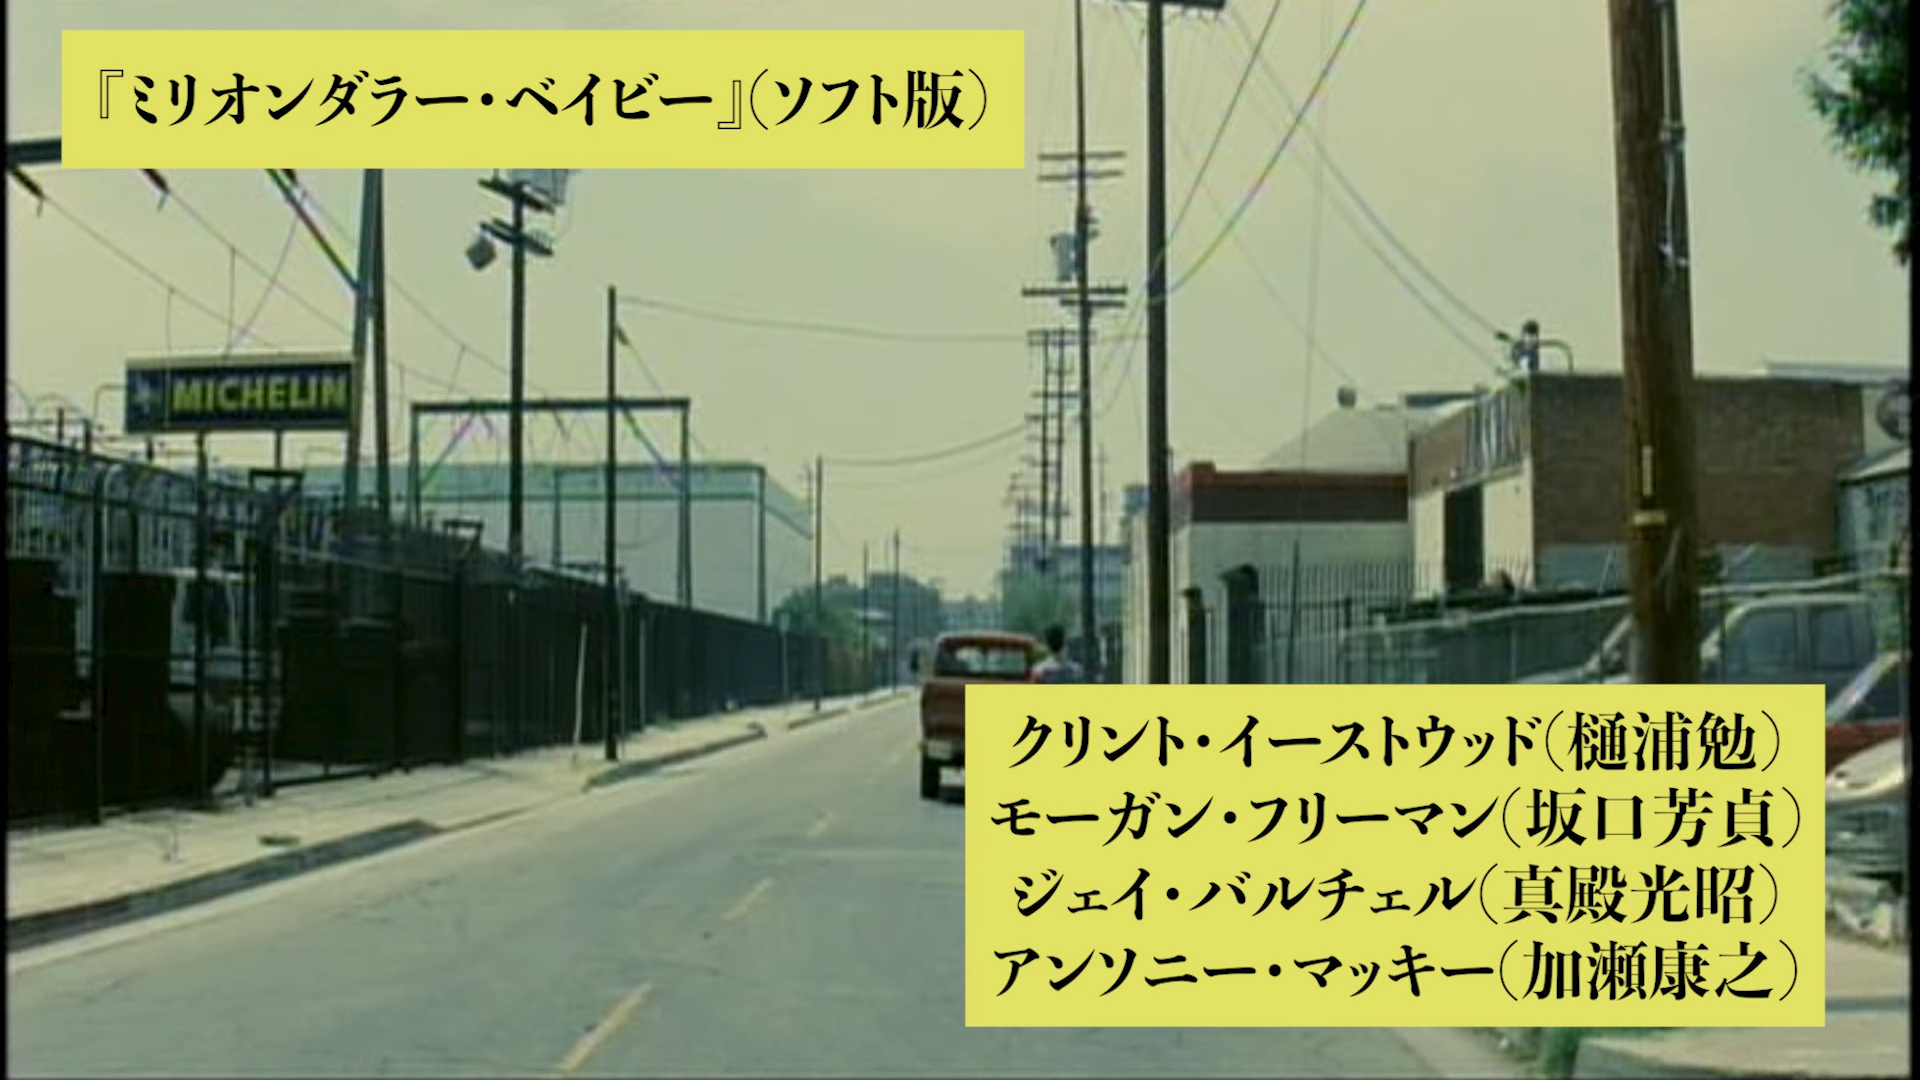 『ミリオンダラー・ベイビー』(ソフト版)
MICHELIN
クリント・イーストウッド(樋浦勉)
モーガン・フリーマン(坂口芳貞)
ジェイ・バルチェル(真殿光昭)
アンソニー・マッキー(加瀬康之)